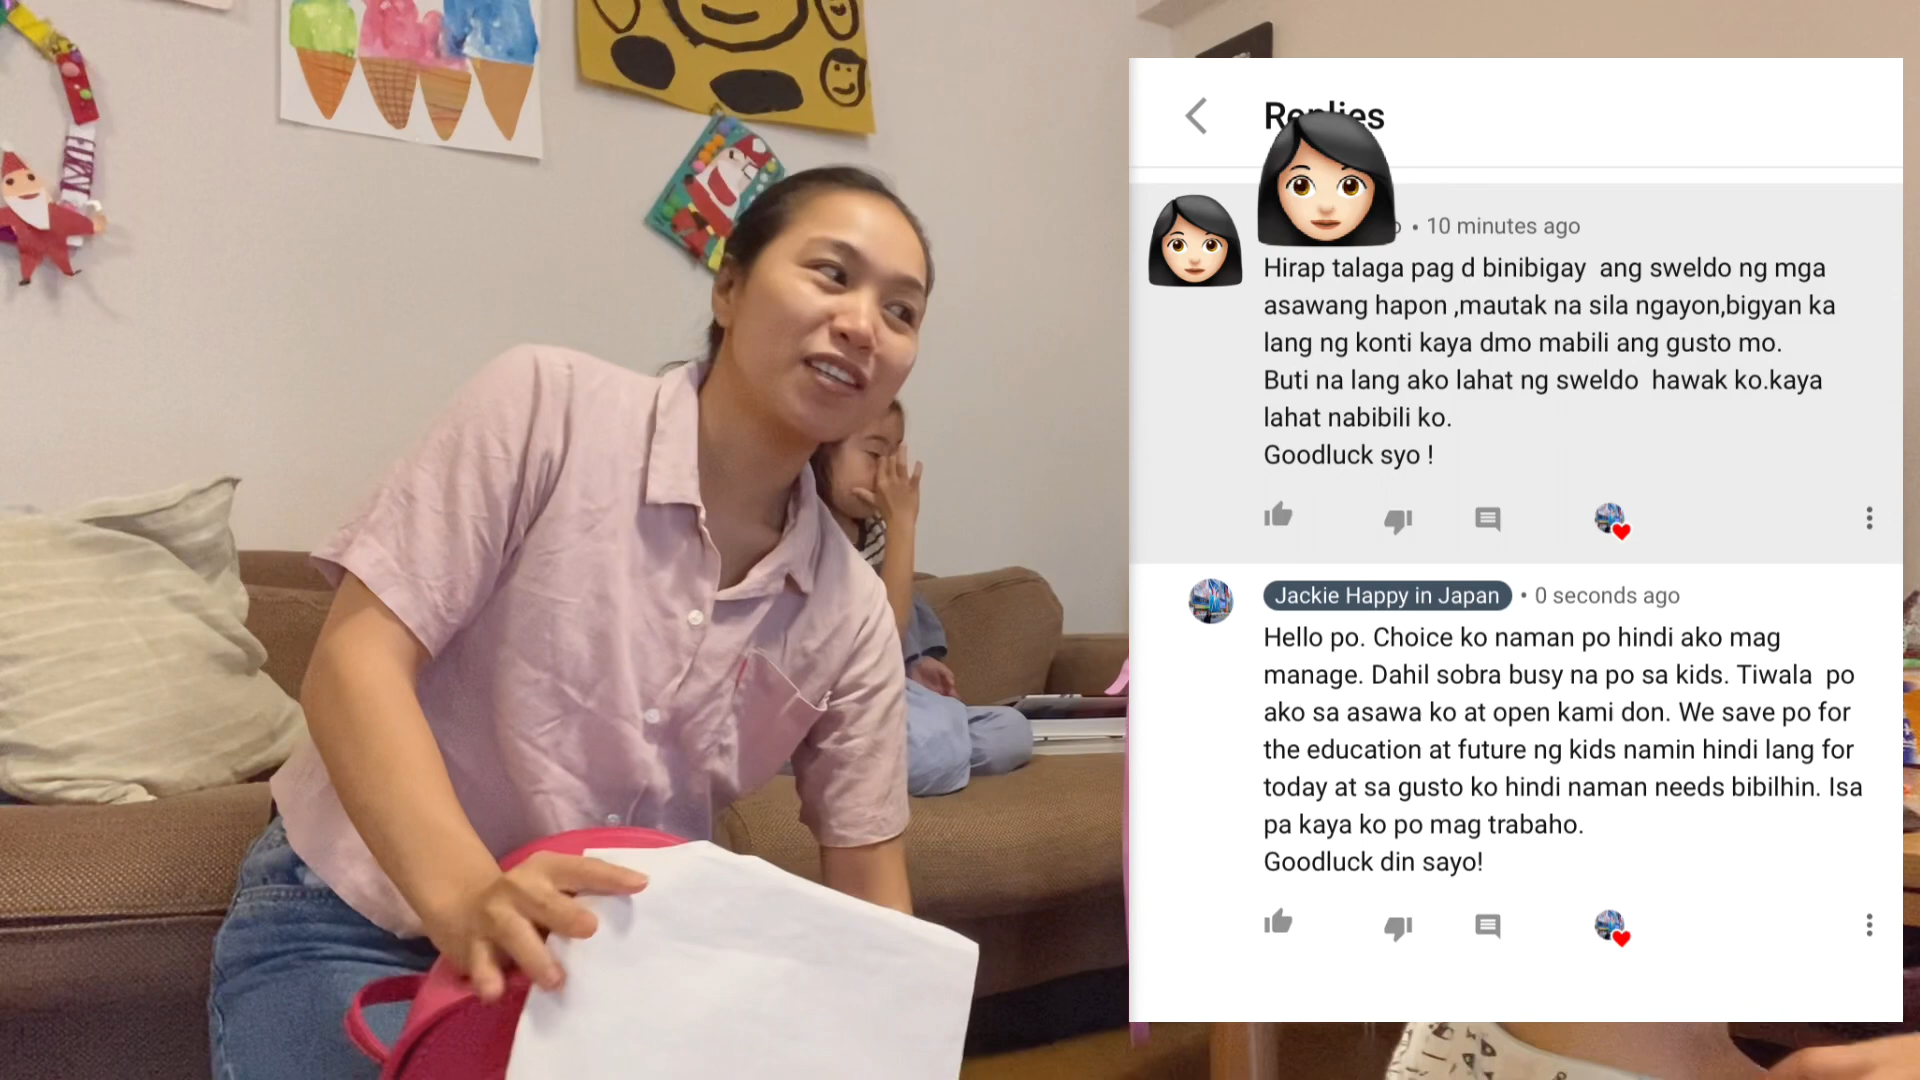 Replies
• 10 minutes ago
Hirap talaga pag d binibigay ang sweldo ng mga
asawang hapon ,mautak na sila ngayon,bigyan ka
lang ng konti kaya dmo mabili ang gusto mo.
Buti na lang ako lahat ng sweldo hawak ko.kaya
lahat nabibili ko.
Goodluck syo !
Jackie Happy in Japan • 0 seconds ago
Hello po. Choice ko naman po hindi ako mag
manage. Dahil sobra busy na po sa kids. Tiwala po
ako sa asawa ko at open kami don. We save po for
the education at future ng kids namin hindi lang for
today at sa gusto ko hindi naman needs bibilhin. Isa
pa kaya ko po mag trabaho.
Goodluck din sayo!